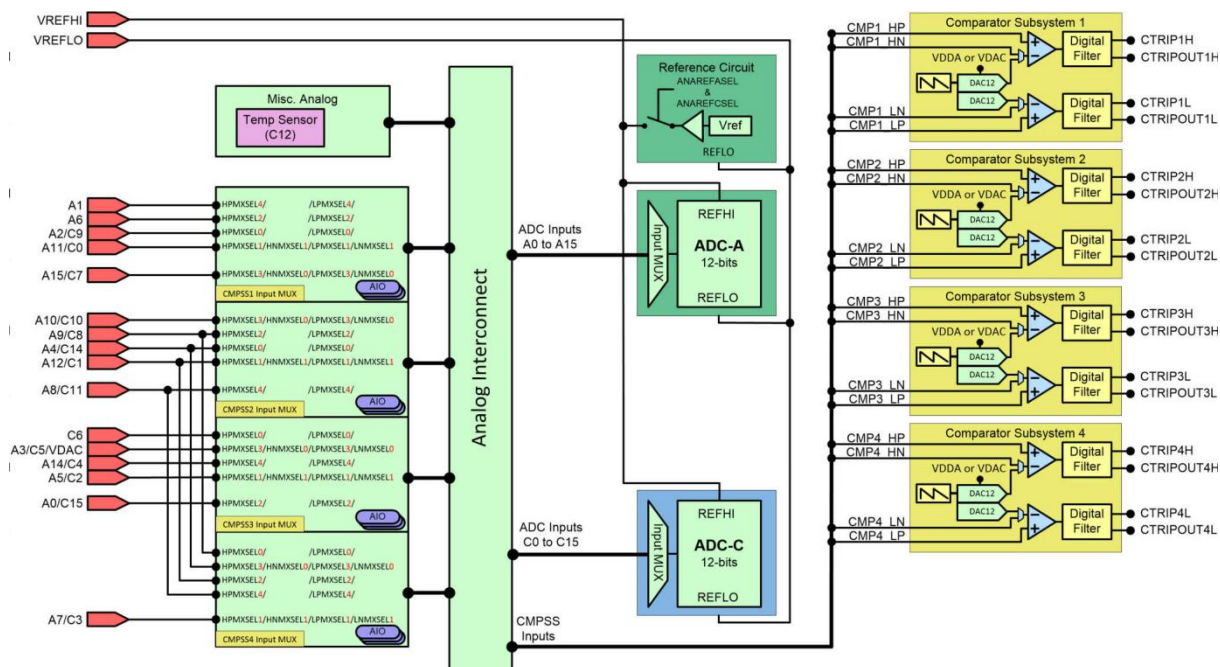 VREFHI
VREFLO
Misc. Analog
Temp Sensor
(C12)
A1
A6
A2/C9
A11/C0
A15/C7
HPMXSEL4/ /LPMXSEL4/
HPMXSEL2/ /LPMXSEL2/
HPMXSEL0/ /LPMXSEL0/
HPMXSEL1/HNMXSEL1/LPMXSEL1/LNMXSEL1
HPMXSEL3/HNMXSEL0/LPMXSEL3/LNMXSEL0
CMPSS1 Input MUX
AIO
A10/C10
A9/C8
A4/C14
A12/C1
A8/C11
HPMXSEL3/HNMXSEL0/LPMXSEL3/LNMXSEL0
HPMXSEL2/ /LPMXSEL2/
HPMXSEL0/ /LPMXSEL0/
HPMXSEL1/HNMXSEL1/LPMXSEL1/LNMXSEL1
HPMXSEL4/ /LPMXSEL4/
CMPSS2 Input MUX
AIO
C6
A3/C5/VDAC
A14/C4
A5/C2
A0/C15
HPMXSEL0/ /LPMXSEL0/
HPMXSEL3/HNMXSEL0/LPMXSEL3/LNMXSEL0
HPMXSEL4/ /LPMXSEL4/
HPMXSEL1/HNMXSEL1/LPMXSEL1/LNMXSEL1
HPMXSEL2/ /LPMXSEL2/
CMPSS3 Input MUX
AIO
HPMXSEL0/ /LPMXSEL0/
HPMXSEL3/HNMXSEL0/LPMXSEL3/LNMXSEL0
HPMXSEL2/ /LPMXSEL2/
HPMXSEL4/ /LPMXSEL4/
A7/C3
HPMXSEL1/HNMXSEL1/LPMXSEL1/LNMXSEL1
CMPSS4 Input MUX
AIO
Analog Interconnect
Reference Circuit
ANAREFASEL
&
ANAREFCSEL
Vref
REFLO
ADC Inputs
A0 to A15
Input MUX
REFHI
ADC-A
12-bits
REFLO
ADC Inputs
C0 to C15
Input MUX
REFHI
ADC-C
12-bits
REFLO
CMPSS
Inputs
Comparator Subsystem 1
CMP1_HP
CMP1_HN
VDDA or VDAC
DAC12
DAC12
CMP1_LN
CMP1_LP
Digital
Filter
Digital
Filter
CTRIP1H
CTRIPOUT1H
CTRIP1L
CTRIPOUT1L
Comparator Subsystem 2
CMP2_HP
CMP2_HN
VDDA or VDAC
DAC12
DAC12
CMP2_LN
CMP2_LP
Digital
Filter
Digital
Filter
CTRIP2H
CTRIPOUT2H
CTRIP2L
CTRIPOUT2L
Comparator Subsystem 3
CMP3_HP
CMP3_HN
VDDA or VDAC
DAC12
DAC12
CMP3_LN
CMP3_LP
Digital
Filter
Digital
Filter
CTRIP3H
CTRIPOUT3H
CTRIP3L
CTRIPOUT3L
Comparator Subsystem 4
CMP4_HP
CMP4_HN
VDDA or VDAC
DAC12
DAC12
CMP4_LN
CMP4_LP
Digital
Filter
Digital
Filter
CTRIP4H
CTRIPOUT4H
CTRIP4L
CTRIPOUT4L